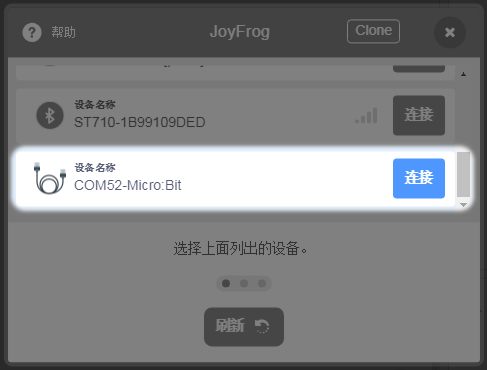 帮助
JoyFrog
Clone
设备名称
ST710-1B99109DED
连接
设备名称
COM52-Micro:Bit
连接
选择上面列出的设备。
刷新